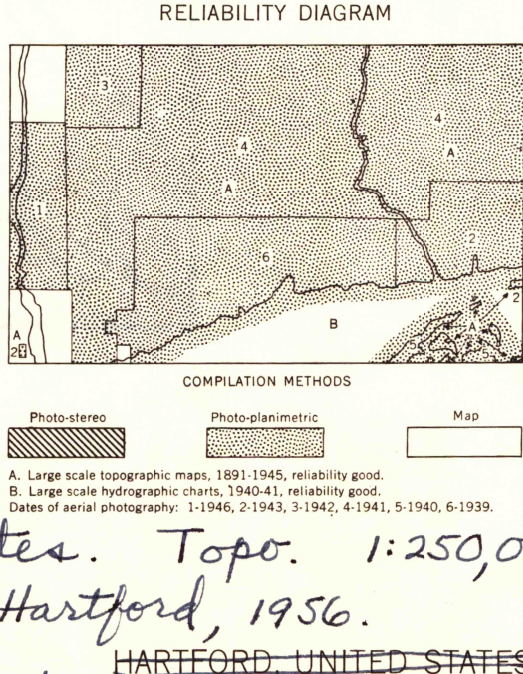 RELIABILITY DIAGRAM
3
4
4
A
A
1
6
2
2
B
A
A
2
5
5
COMPILATION METHODS
Photo-stereo Photo-planimetric Map
A. Large scale topographic maps, 1891-1945, reliability good.
B. Large scale hydrographic charts, 1940-41, reliability good.
Dates of aerial photography: 1-1946, 2-1943, 3-1942, 4-1941, 5-1940, 6-1939.
tes. Topo. 1:250,0
Hartford, 1956.
HARTFORD, UNITED STATES